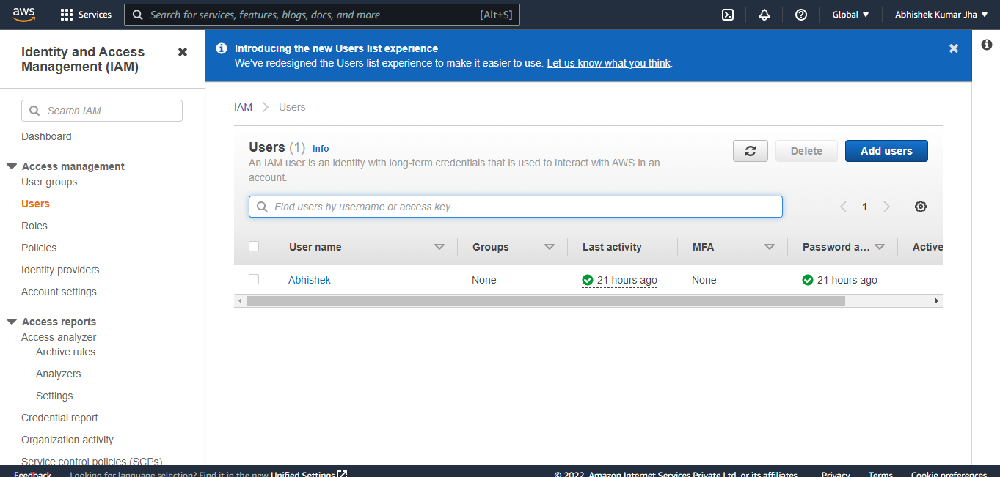 aws
Services
Search for services, features, blogs, docs, and more
[Alt+S]
Global
Abhishek Kumar Jha
Identity and Access
Management (IAM)
Search IAM
Dashboard
Access management
User groups
Users
Roles
Policies
Identity providers
Account settings
Access reports
Access analyzer
Archive rules
Analyzers
Settings
Credential report
Organization activity
Service control policies (SCPs)
Introducing the new Users list experience
We've redesigned the Users list experience to make it easier to use. Let us know what you think.
IAM
Users
Users (1) Info
An IAM user is an identity with long-term credentials that is used to interact with AWS in an
account.
Delete
Add users
Find users by username or access key
1
User name
Groups
Last activity
MFA
Password a...
Active
Abhishek
None
21 hours ago
None
21 hours ago
-
Feedback
Looking for language selection? Find it in the new Unified Settings
© 2022, Amazon Internet Services Private Ltd. or its affiliates.
Privacy
Terms
Cookie preferences